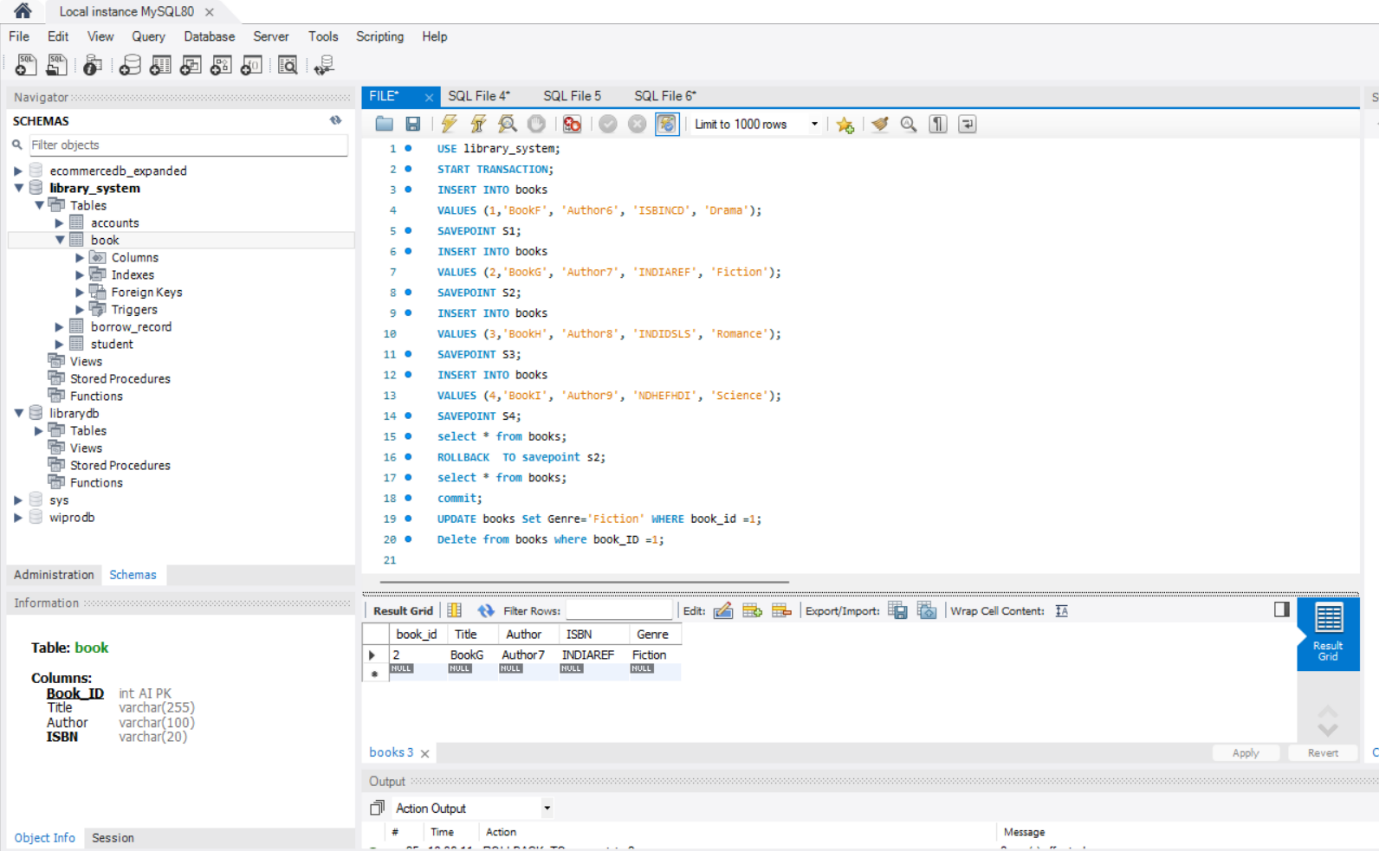 Local instance MySQL80 ×
File Edit View Query Database Server Tools Scripting Help
Navigator
SCHEMAS
Filter objects
ecommercedb_expanded
library_system
Tables
accounts
book
Columns
Indexes
Foreign Keys
Triggers
borrow_record
student
Views
Stored Procedures
Functions
librarydb
Tables
Views
Stored Procedures
Functions
sys
wiprodb
Administration Schemas
Information
Table: book
Columns:
Book_ID int AI PK
Title varchar(255)
Author varchar(100)
ISBN varchar(20)
Object Info Session
FILE* × SQL File 4* SQL File 5 SQL File 6*
Limit to 1000 rows
1 USE library_system;
2 START TRANSACTION;
3 INSERT INTO books
4 VALUES (1,'BookF', 'Author6', 'ISBINCD', 'Drama');
5 SAVEPOINT S1;
6 INSERT INTO books
7 VALUES (2,'BookG', 'Author7', 'INDIAREF', 'Fiction');
8 SAVEPOINT S2;
9 INSERT INTO books
10 VALUES (3,'BookH', 'Author8', 'INDIDSLS', 'Romance');
11 SAVEPOINT S3;
12 INSERT INTO books
13 VALUES (4,'BookI', 'Author9', 'NDHEFHDI', 'Science');
14 SAVEPOINT S4;
15 select * from books;
16 ROLLBACK TO savepoint s2;
17 select * from books;
18 commit;
19 UPDATE books Set Genre='Fiction' WHERE book_id =1;
20 Delete from books where book_ID =1;
21
Result Grid Filter Rows: Edit: Export/Import: Wrap Cell Content:
book_id Title Author ISBN Genre
2 BookG Author7 INDIAREF Fiction
NULL NULL NULL NULL NULL
Result
Grid
books 3 ×
Apply Revert
Output
Action Output
# Time Action Message